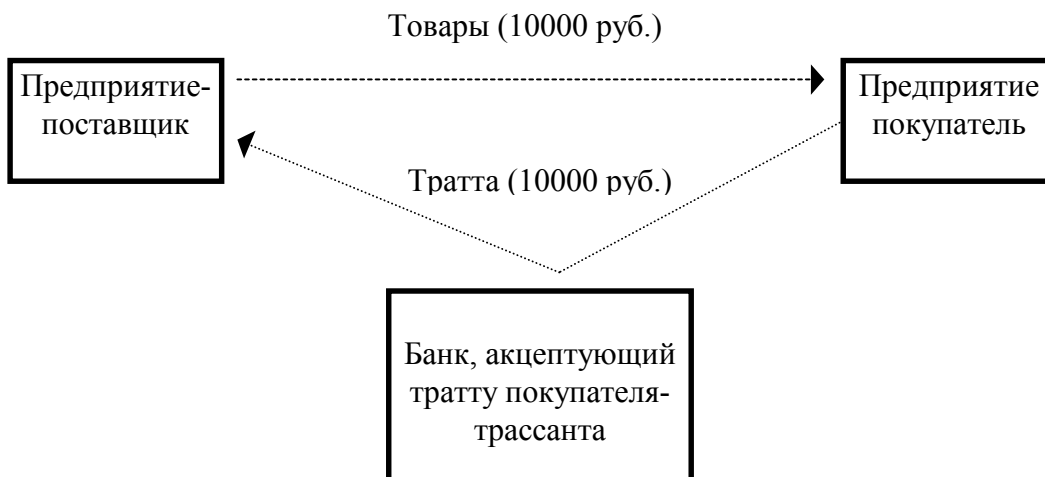 Товары (10000 руб.)
Предприятие-
поставщик
Предприятие
покупатель
Тратта (10000 руб.)
Банк, акцептующий
тратту покупателя-
трассанта